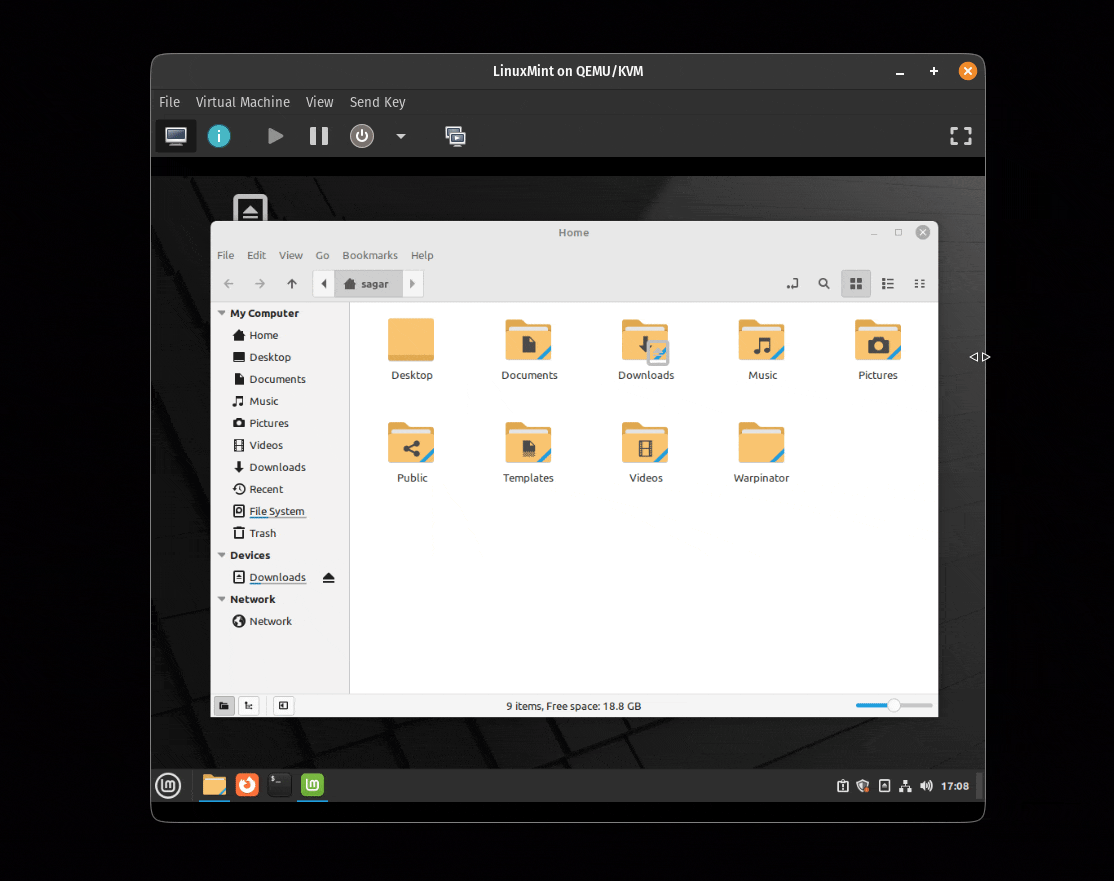 LinuxMint on QEMU/KVM
File Virtual Machine View Send Key
Home
File Edit View Go Bookmarks Help
sagar
My Computer
Home
Desktop
Documents
Music
Pictures
Videos
Downloads
Recent
File System
Trash
Devices
Downloads
Network
Network
Desktop Documents Downloads Music Pictures
Public Templates Videos Warpinator
9 items, Free space: 18.8 GB
$_
17:08